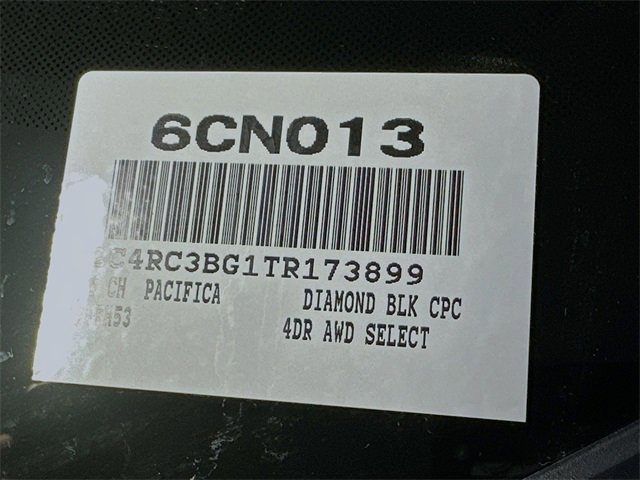 6CN013
C4RC3BG1TR173899
CH PACIFICA DIAMOND BLK CPC
4DR AWD SELECT